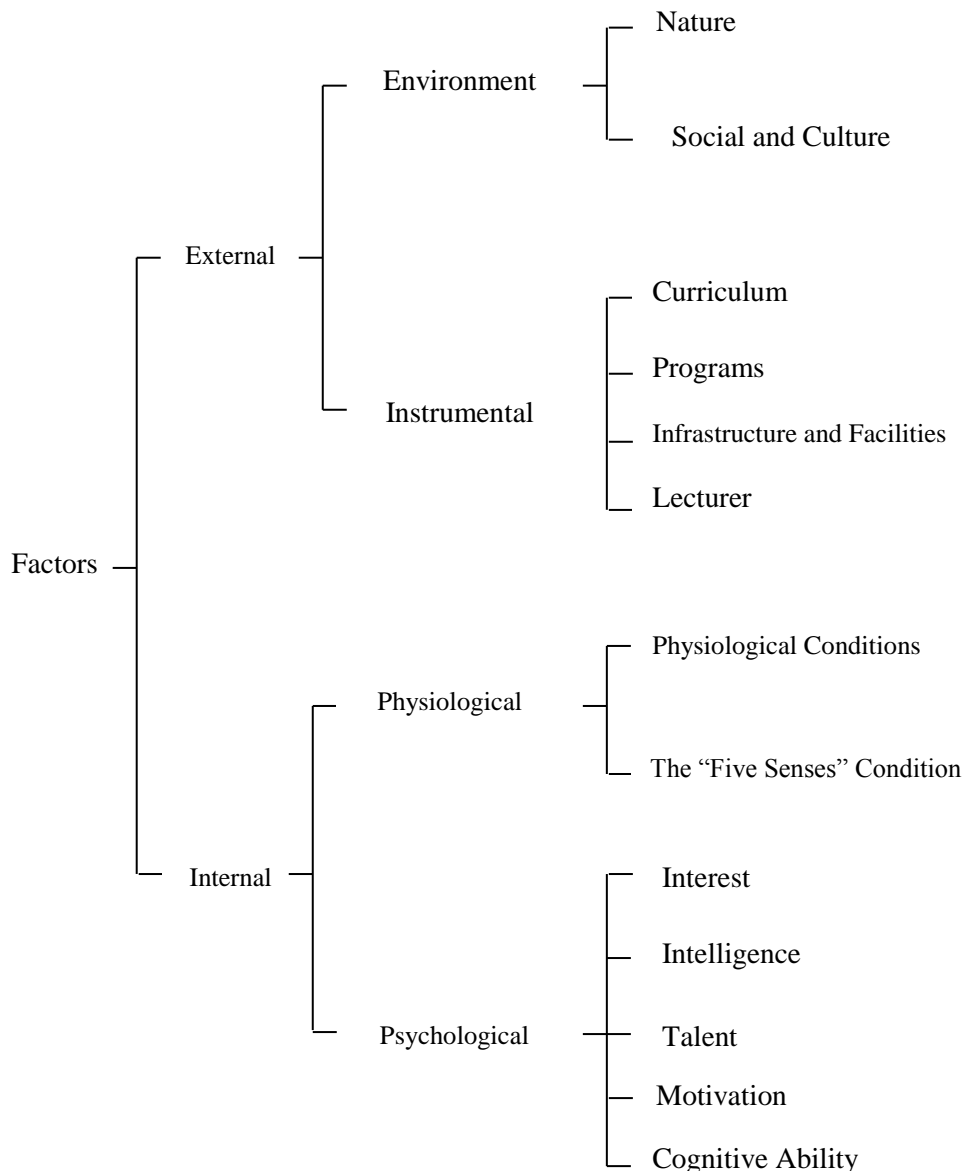 Nature
Environment
Social and Culture
External
Curriculum
Programs
Instrumental
Infrastructure and Facilities
Lecturer
Factors
Physiological Conditions
Physiological
The “Five Senses” Condition
Internal
Interest
Intelligence
Psychological
Talent
Motivation
Cognitive Ability